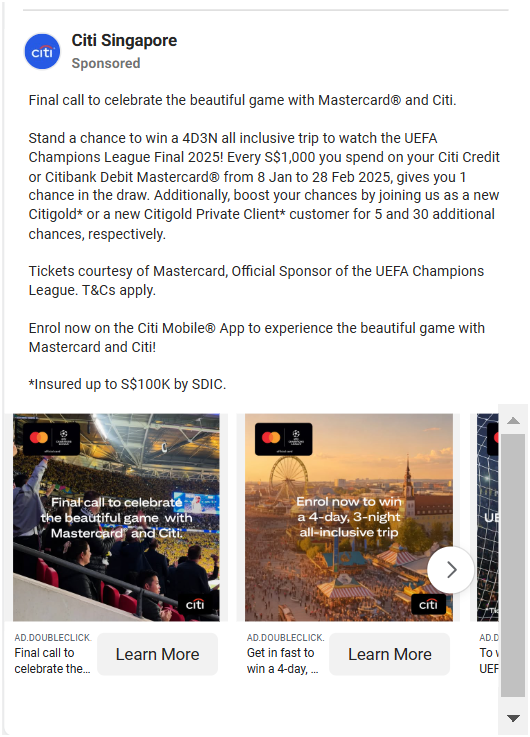 Citi Singapore
Sponsored
citi
Final call to celebrate the beautiful game with Mastercard® and Citi.
Stand a chance to win a 4D3N all inclusive trip to watch the UEFA
Champions League Final 2025! Every S$1,000 you spend on your Citi Credit
or Citibank Debit Mastercard® from 8 Jan to 28 Feb 2025, gives you 1
chance in the draw. Additionally, boost your chances by joining us as a new
Citigold* or a new Citigold Private Client* customer for 5 and 30 additional
chances, respectively.
Tickets courtesy of Mastercard, Official Sponsor of the UEFA Champions
League. T&Cs apply.
Enrol now on the Citi Mobile® App to experience the beautiful game with
Mastercard and Citi!
*Insured up to S$100K by SDIC.
Final call to celebrate
the beautiful game with
Mastercard and Citi.
citi
Enrol now to win
a 4-day, 3-night
all-inclusive trip
citi
UE
AD.DOUBLECLICK.
Final call to
celebrate the...
Learn More
AD.DOUBLECLICK.
Get in fast to
win a 4-day, ...
Learn More
AD.D
To
UEF